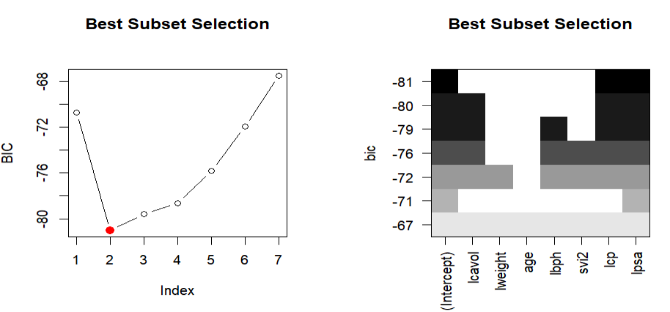 Best Subset Selection
BIC
-68
-72
-76
-80
1 2 3 4 5 6 7
Index
Best Subset Selection
bic
-81
-80
-79
-76
-72
-71
-67
(Intercept)
lcavol
lweight
age
lbph
svi2
lcp
lpsa